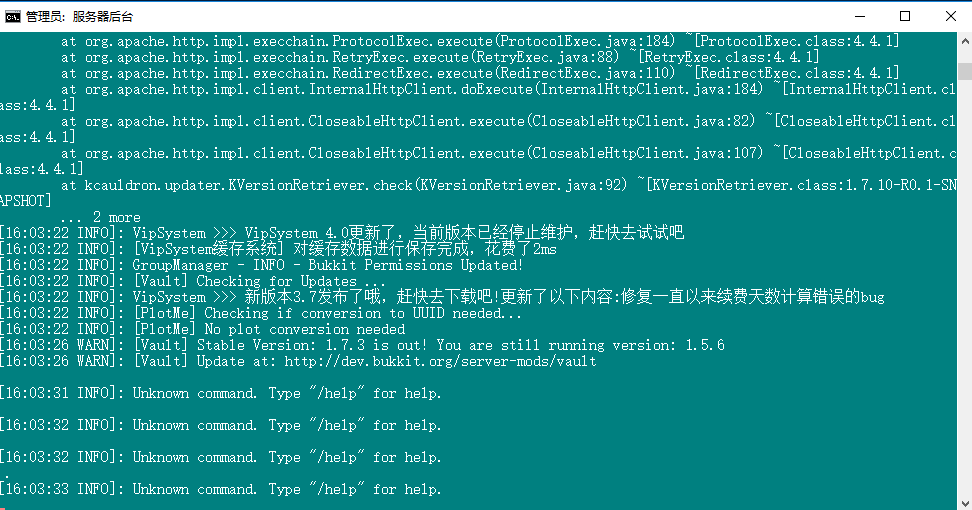 管理员: 服务器后台
at org.apache.http.impl.execchain.ProtocolExec.execute(ProtocolExec.java:184) ~[ProtocolExec.class:4.4.1]
at org.apache.http.impl.execchain.RetryExec.execute(RetryExec.java:88) ~[RetryExec.class:4.4.1]
at org.apache.http.impl.execchain.RedirectExec.execute(RedirectExec.java:110) ~[RedirectExec.class:4.4.1]
at org.apache.http.impl.client.InternalHttpClient.doExecute(InternalHttpClient.java:184) ~[InternalHttpClient.cl
ass:4.4.1]
at org.apache.http.impl.client.CloseableHttpClient.execute(CloseableHttpClient.java:82) ~[CloseableHttpClient.cl
ass:4.4.1]
at org.apache.http.impl.client.CloseableHttpClient.execute(CloseableHttpClient.java:107) ~[CloseableHttpClient.c
lass:4.4.1]
at kcauldron.updater.KVersionRetriever.check(KVersionRetriever.java:92) ~[KVersionRetriever.class:1.7.10-R0.1-SN
APSHOT]
... 2 more
[16:03:22 INFO]: VipSystem >>> VipSystem 4.0更新了，当前版本已经停止维护，赶快去试试吧
[16:03:22 INFO]: [VipSystem缓存系统] 对缓存数据进行保存完成，花费了2ms
[16:03:22 INFO]: GroupManager - INFO - Bukkit Permissions Updated!
[16:03:22 INFO]: [Vault] Checking for Updates ...
[16:03:22 INFO]: VipSystem >>> 新版本3.7发布了哦，赶快去下载吧!更新了以下内容:修复一直以来续费天数计算错误的bug
[16:03:22 INFO]: [PlotMe] Checking if conversion to UUID needed...
[16:03:22 INFO]: [PlotMe] No plot conversion needed
[16:03:26 WARN]: [Vault] Stable Version: 1.7.3 is out! You are still running version: 1.5.6
[16:03:26 WARN]: [Vault] Update at: http://dev.bukkit.org/server-mods/vault
[16:03:31 INFO]: Unknown command. Type "/help" for help.
[16:03:32 INFO]: Unknown command. Type "/help" for help.
[16:03:32 INFO]: Unknown command. Type "/help" for help.
.
[16:03:33 INFO]: Unknown command. Type "/help" for help.